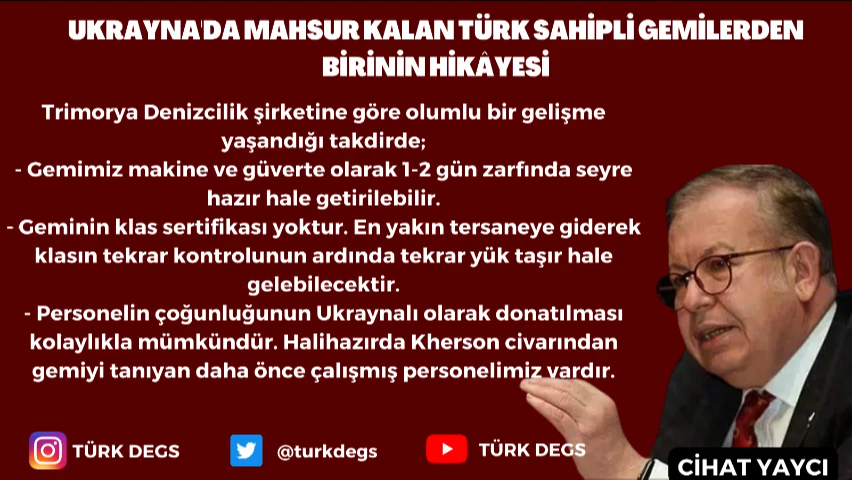 UKRAYNA'DA MAHSUR KALAN TÜRK SAHİPLİ GEMİLERDEN
BİRİNİN HİKÂYESİ
Trimorya Denizcilik şirketine göre olumlu bir gelişme
yaşandığı takdirde;
- Gemimiz makine ve güverte olarak 1-2 gün zarfında seyre
hazır hale getirilebilir.
- Geminin klas sertifikası yoktur. En yakın tersaneye giderek
klasın tekrar kontrolunun ardında tekrar yük taşır hale
gelebilecektir.
- Personelin çoğunluğunun Ukraynalı olarak donatılması
kolaylıkla mümkündür. Halihazırda Kherson civarından
gemiyi tanıyan daha önce çalışmış personelimiz vardır.
TÜRK DEGS
@turkdegs
TÜRK DEGS
CİHAT YAYCI